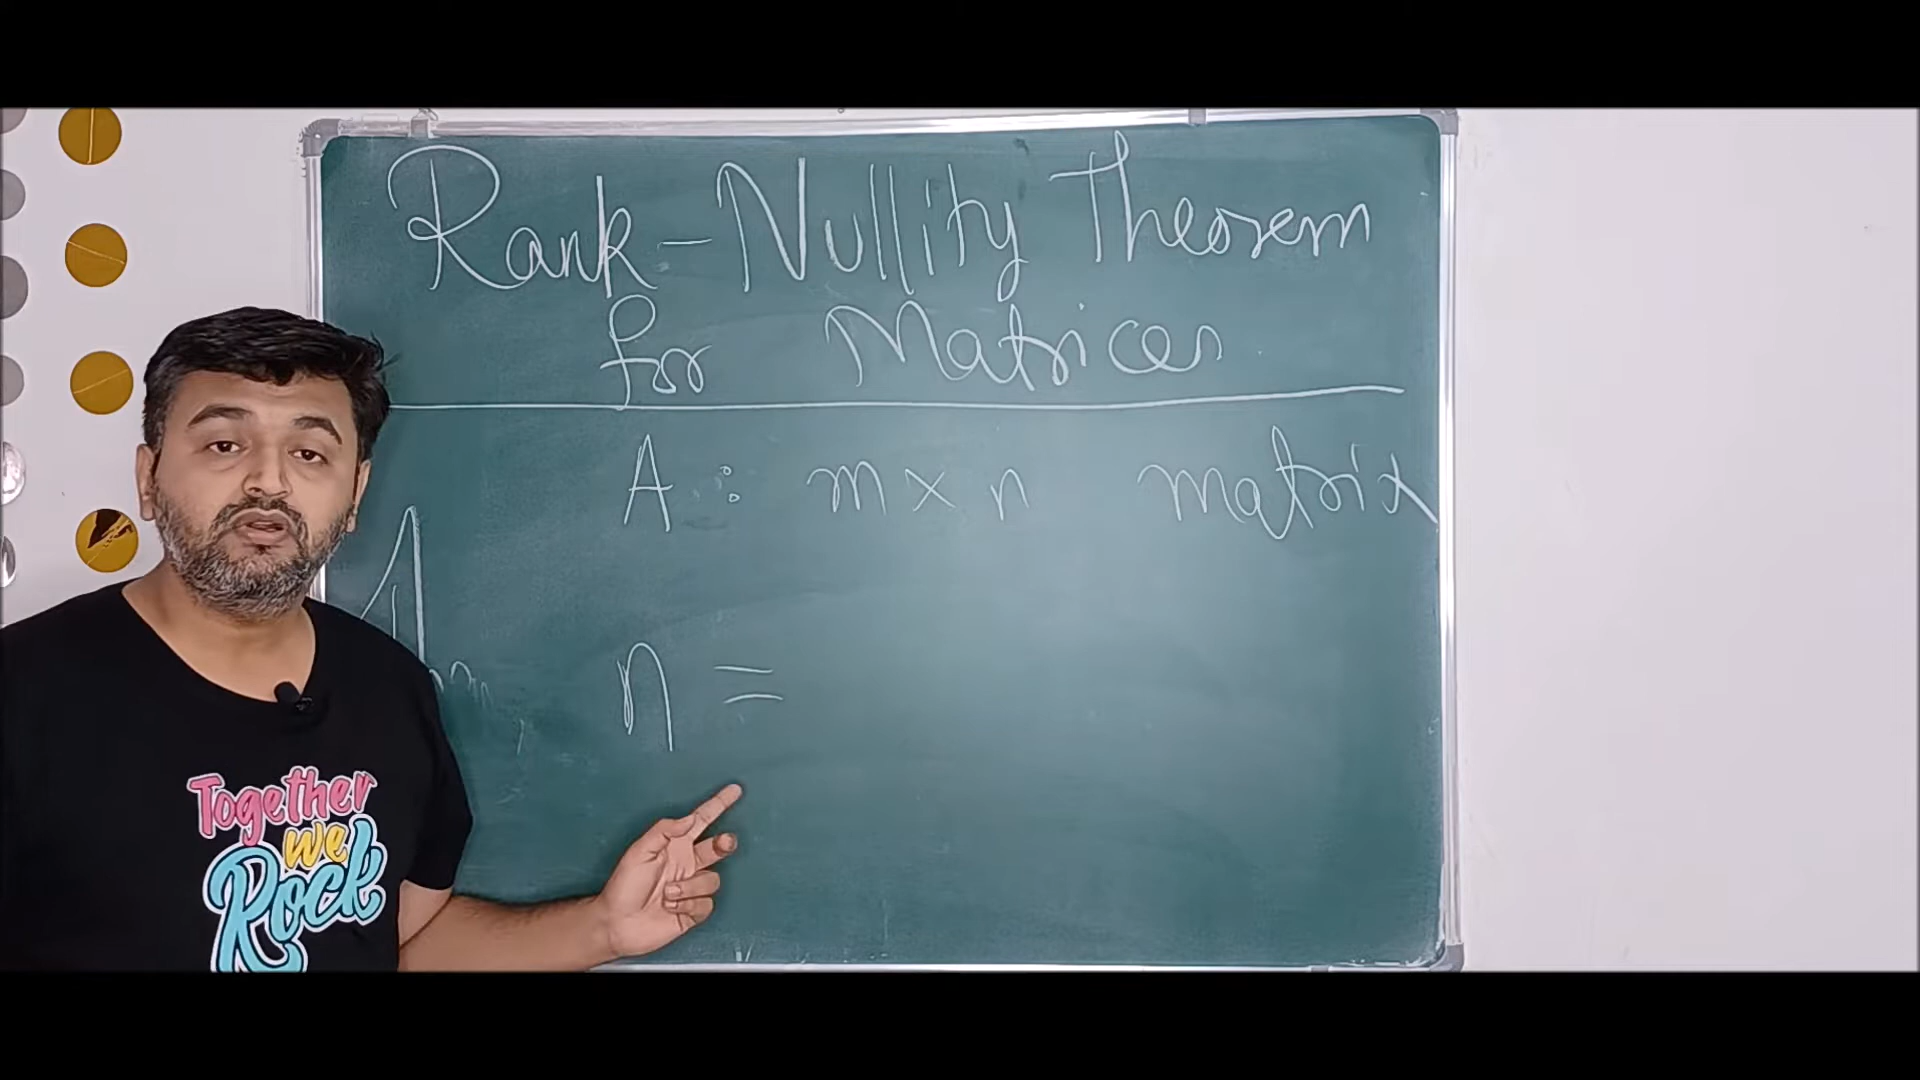 Rank-Nullity Theorem
for Matrices
A : m × n matrix
n =
Together
we
Rock